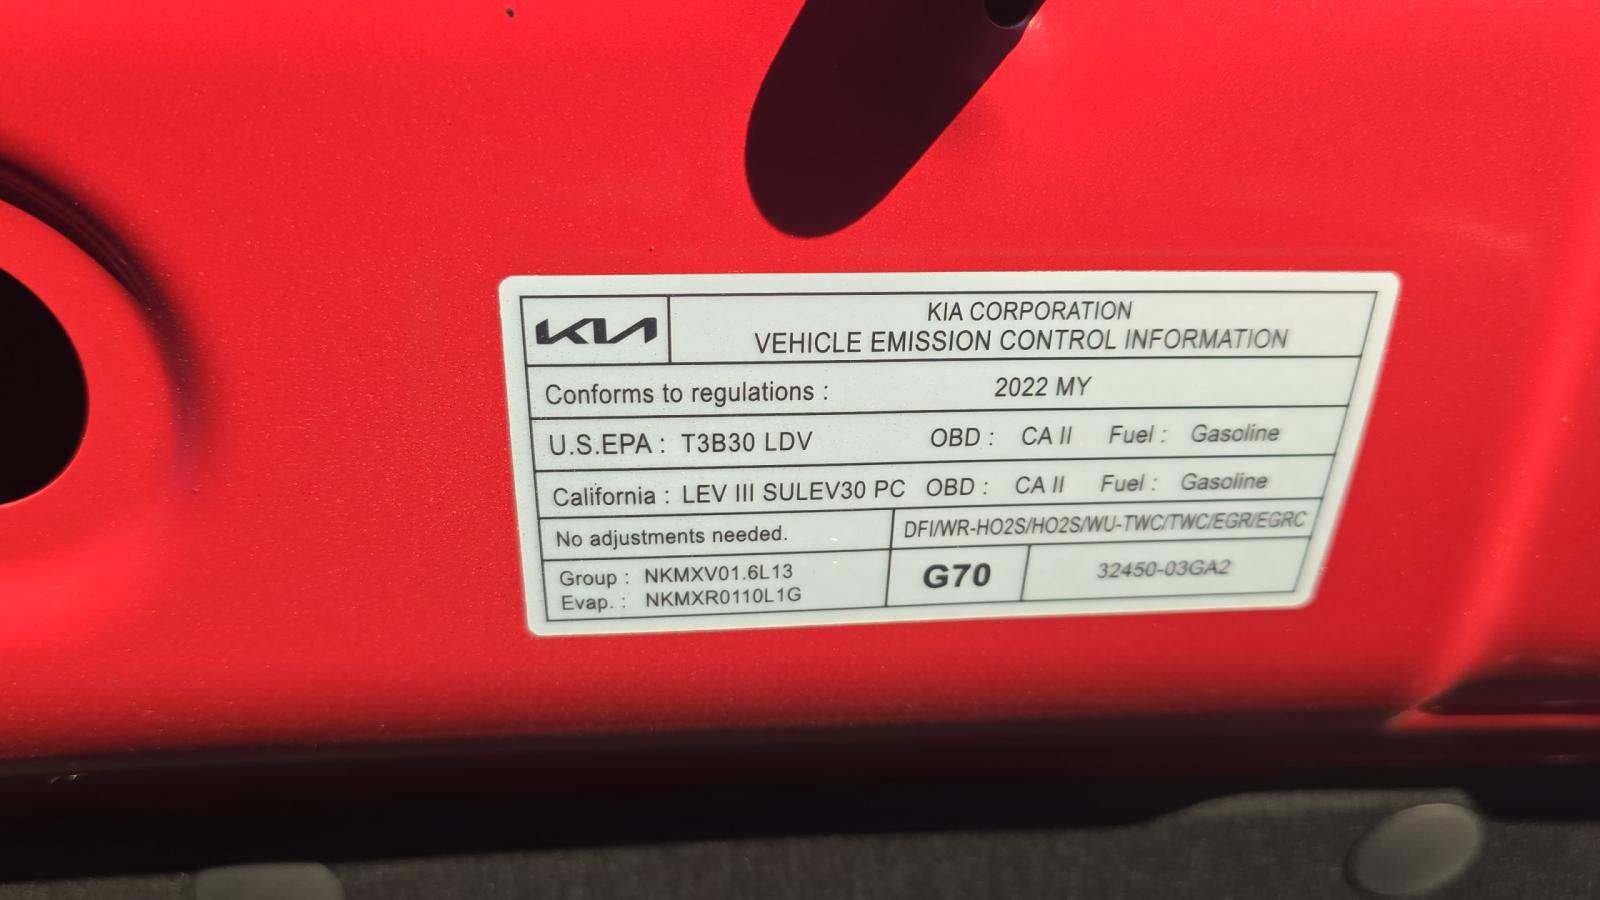 KIA
KIA CORPORATION
VEHICLE EMISSION CONTROL INFORMATION
Conforms to regulations : 2022 MY
U.S.EPA : T3B30 LDV OBD : CA II Fuel : Gasoline
California : LEV III SULEV30 PC OBD : CA II Fuel : Gasoline
No adjustments needed. DFI/WR-HO2S/HO2S/WU-TWC/TWC/EGR/EGRC
Group : NKMXV01.6L13
Evap. : NKMXR0110L1G
G70 32450-03GA2